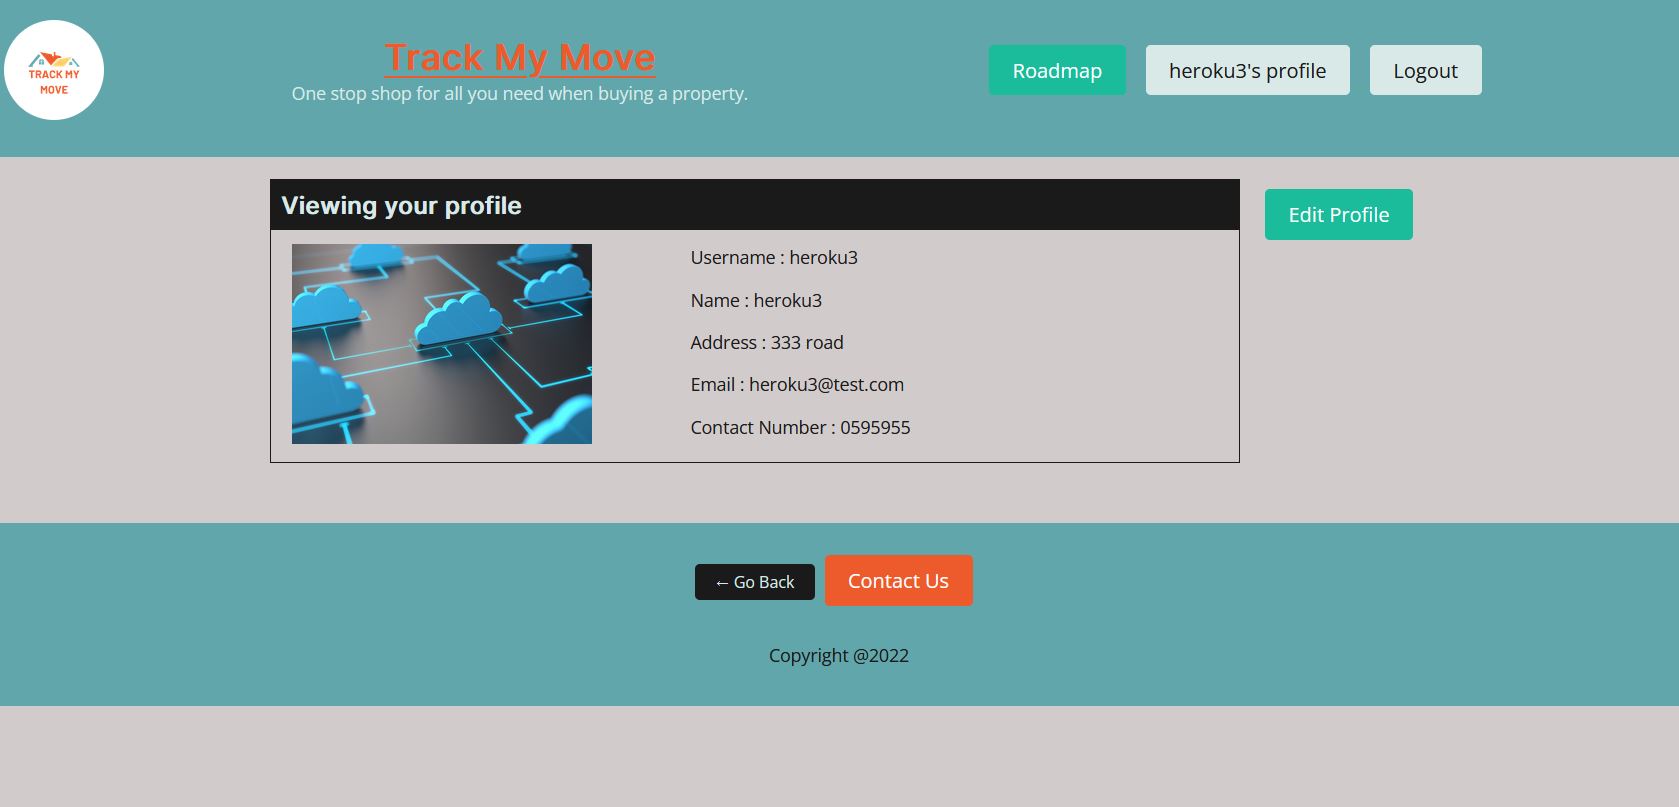 TRACK MY
MOVE
Track My Move
One stop shop for all you need when buying a property.
Roadmap
heroku3's profile
Logout
Viewing your profile
Edit Profile
Username : heroku3
Name : heroku3
Address : 333 road
Email : heroku3@test.com
Contact Number : 0595955
← Go Back
Contact Us
Copyright @2022